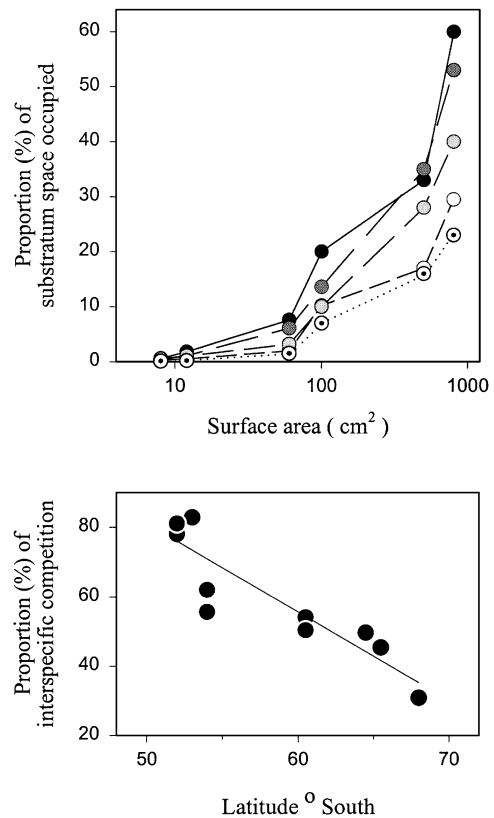 60
50
40
30
20
10
0
10
100
1000
Proportion (%) of
substratum space occupied
Surface area ( cm² )
80
60
40
20
50
60
70
Proportion (%) of
interspecific competition
Latitude ° South